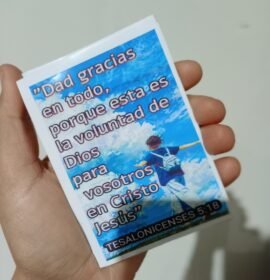 "Dad gracias
en todo,
porque esta es
la voluntad de
Dios
para
vosotros
en Cristo
Jesús"
TESALONICENSES 5:18